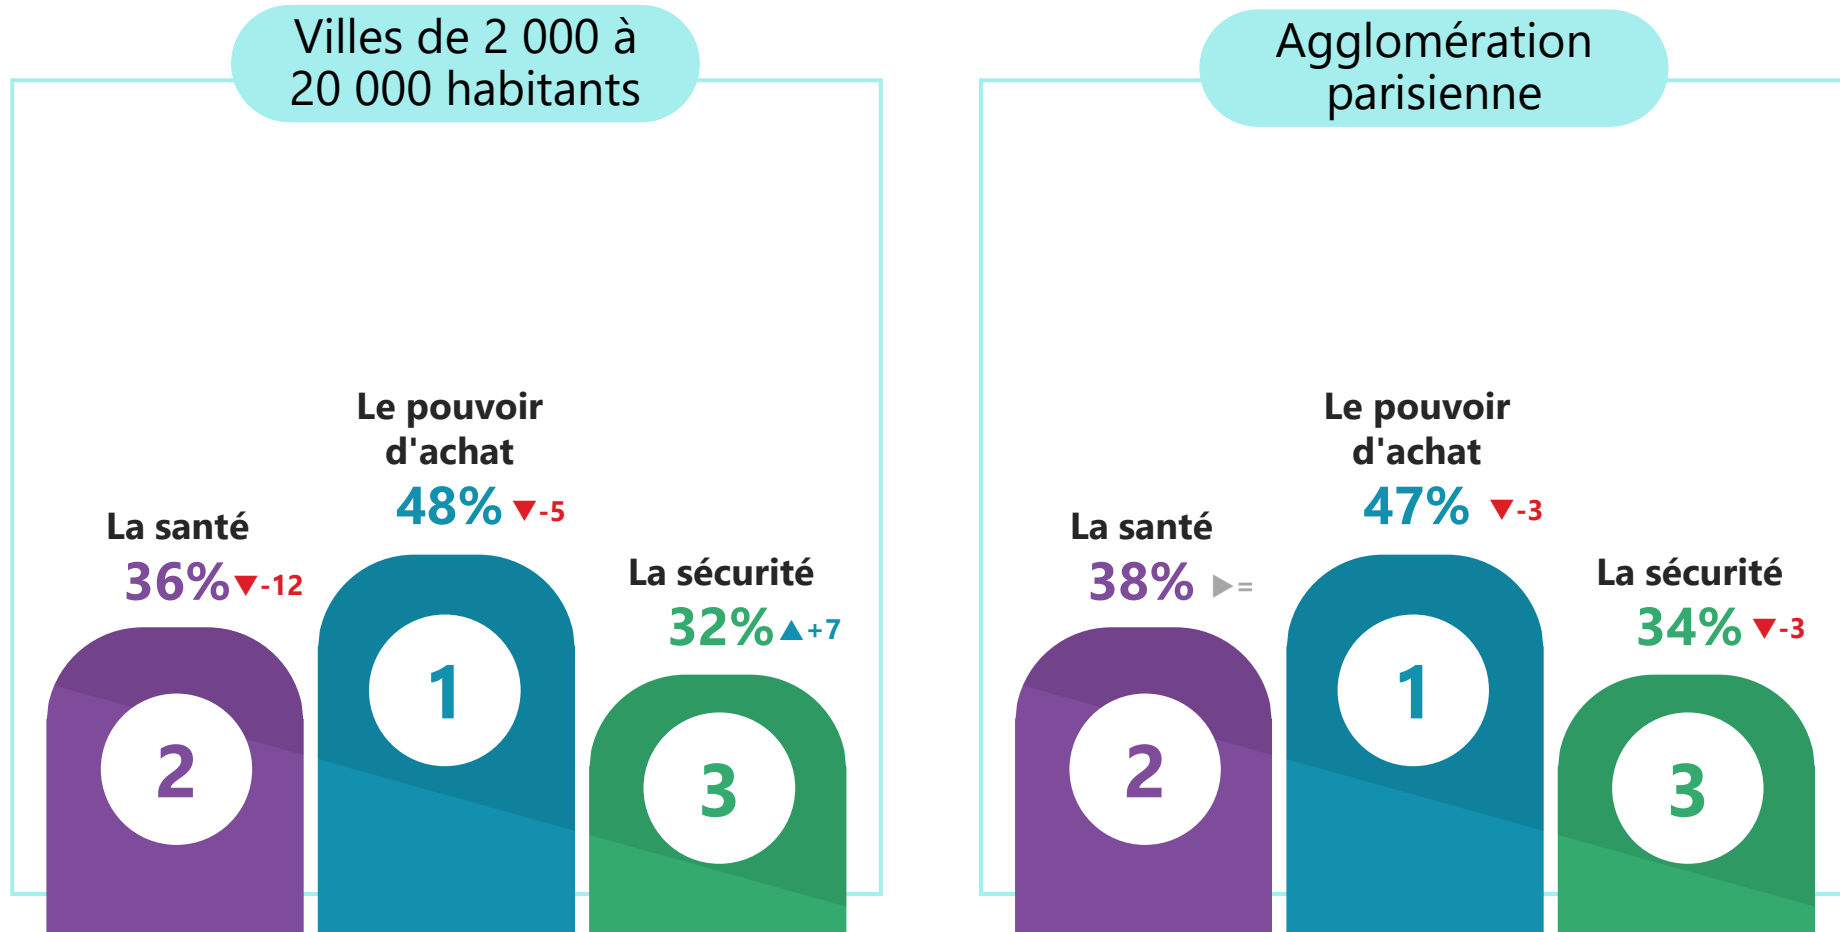 Villes de 2 000 à
20 000 habitants
Le pouvoir
d'achat
48% ▼-5
La santé
36% ▼-12
La sécurité
32% ▲+7
1
2
3
Agglomération
parisienne
Le pouvoir
d'achat
47% ▼-3
La santé
38% ▶=
La sécurité
34% ▼-3
1
2
3